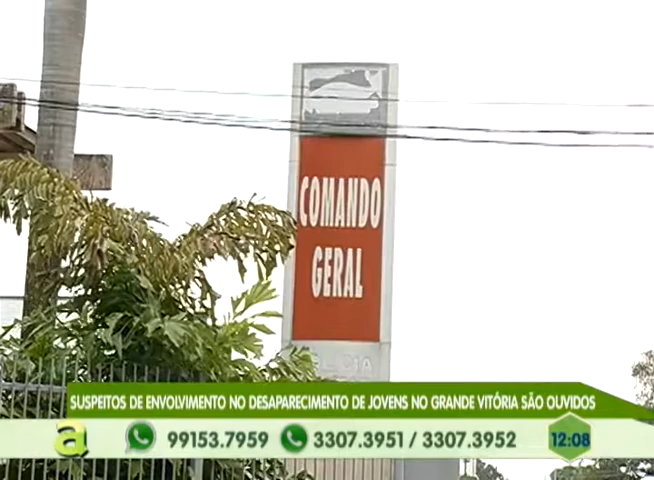 COMANDO
GERAL
SUSPEITOS DE ENVOLVIMENTO NO DESAPARECIMENTO DE JOVENS NO GRANDE VITÓRIA SÃO OUVIDOS
a 99153.7959 3307.3951 / 3307.3952 12:08